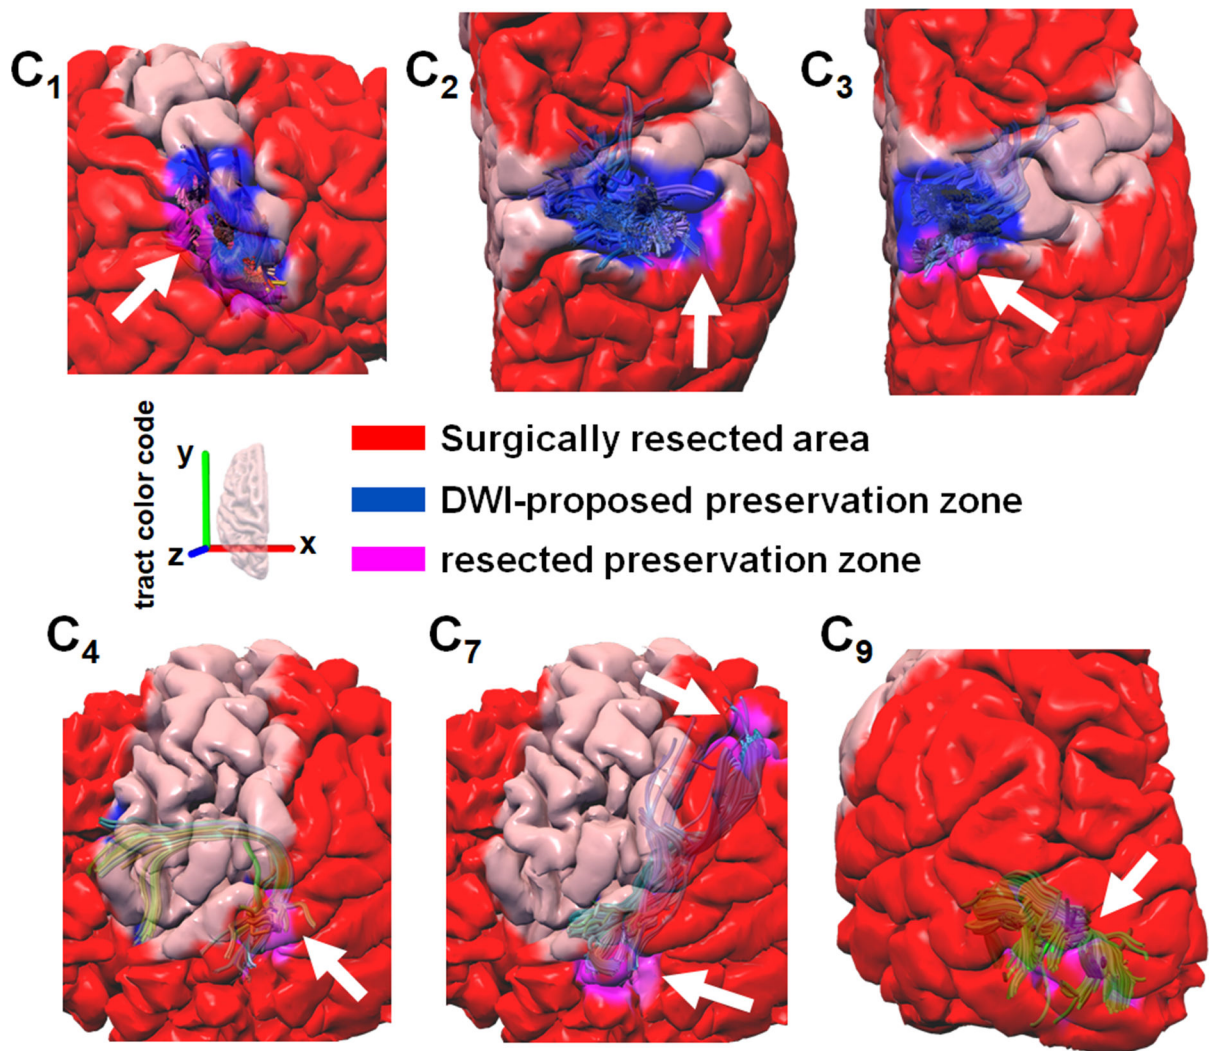 C1
C2
C3
tract color code
y
z
x
Surgically resected area
DWI-proposed preservation zone
resected preservation zone
C4
C7
C9